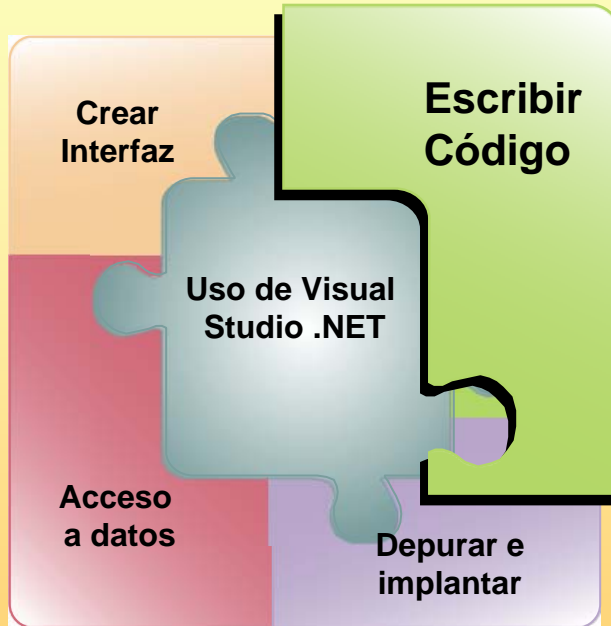 Crear
Interfaz
Escribir
Código
Uso de Visual
Studio .NET
Acceso
a datos
Depurar e
implantar